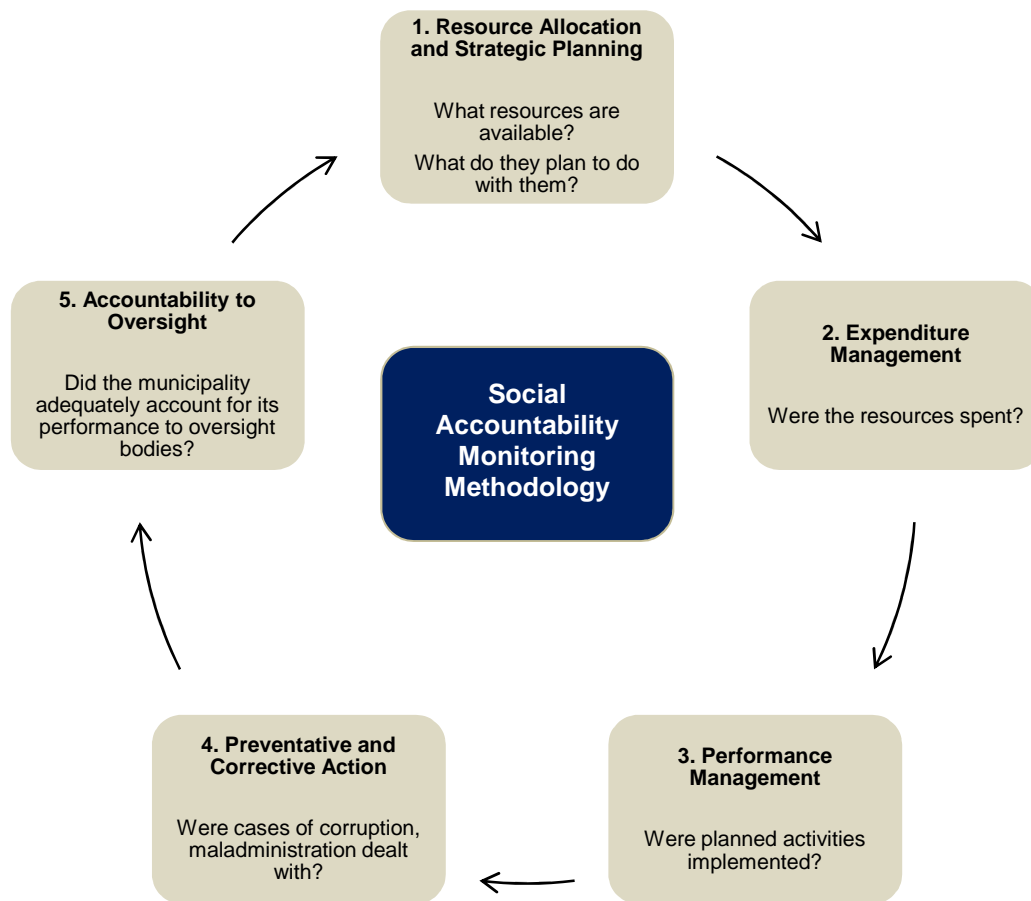 1. Resource Allocation
and Strategic Planning
What resources are
available?
What do they plan to do
with them?
2. Expenditure
Management
Were the resources spent?
3. Performance
Management
Were planned activities
implemented?
4. Preventative and
Corrective Action
Were cases of corruption,
maladministration dealt
with?
5. Accountability to
Oversight
Did the municipality
adequately account for its
performance to oversight
bodies?
Social
Accountability
Monitoring
Methodology